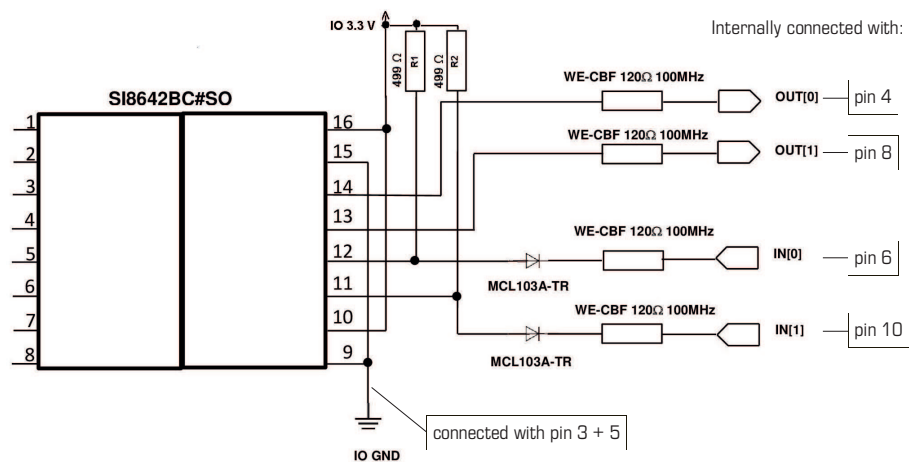 IO 3.3 V
Internally connected with:
499 Ω
R1
499 Ω
R2
WE-CBF 120Ω 100MHz
OUT[0]
pin 4
SI8642BC#SO
1
16
WE-CBF 120Ω 100MHz
OUT[1]
pin 8
2
15
3
14
4
13
WE-CBF 120Ω 100MHz
IN[0]
pin 6
5
12
MCL103A-TR
6
11
WE-CBF 120Ω 100MHz
IN[1]
pin 10
7
10
MCL103A-TR
8
9
connected with pin 3 + 5
IO GND